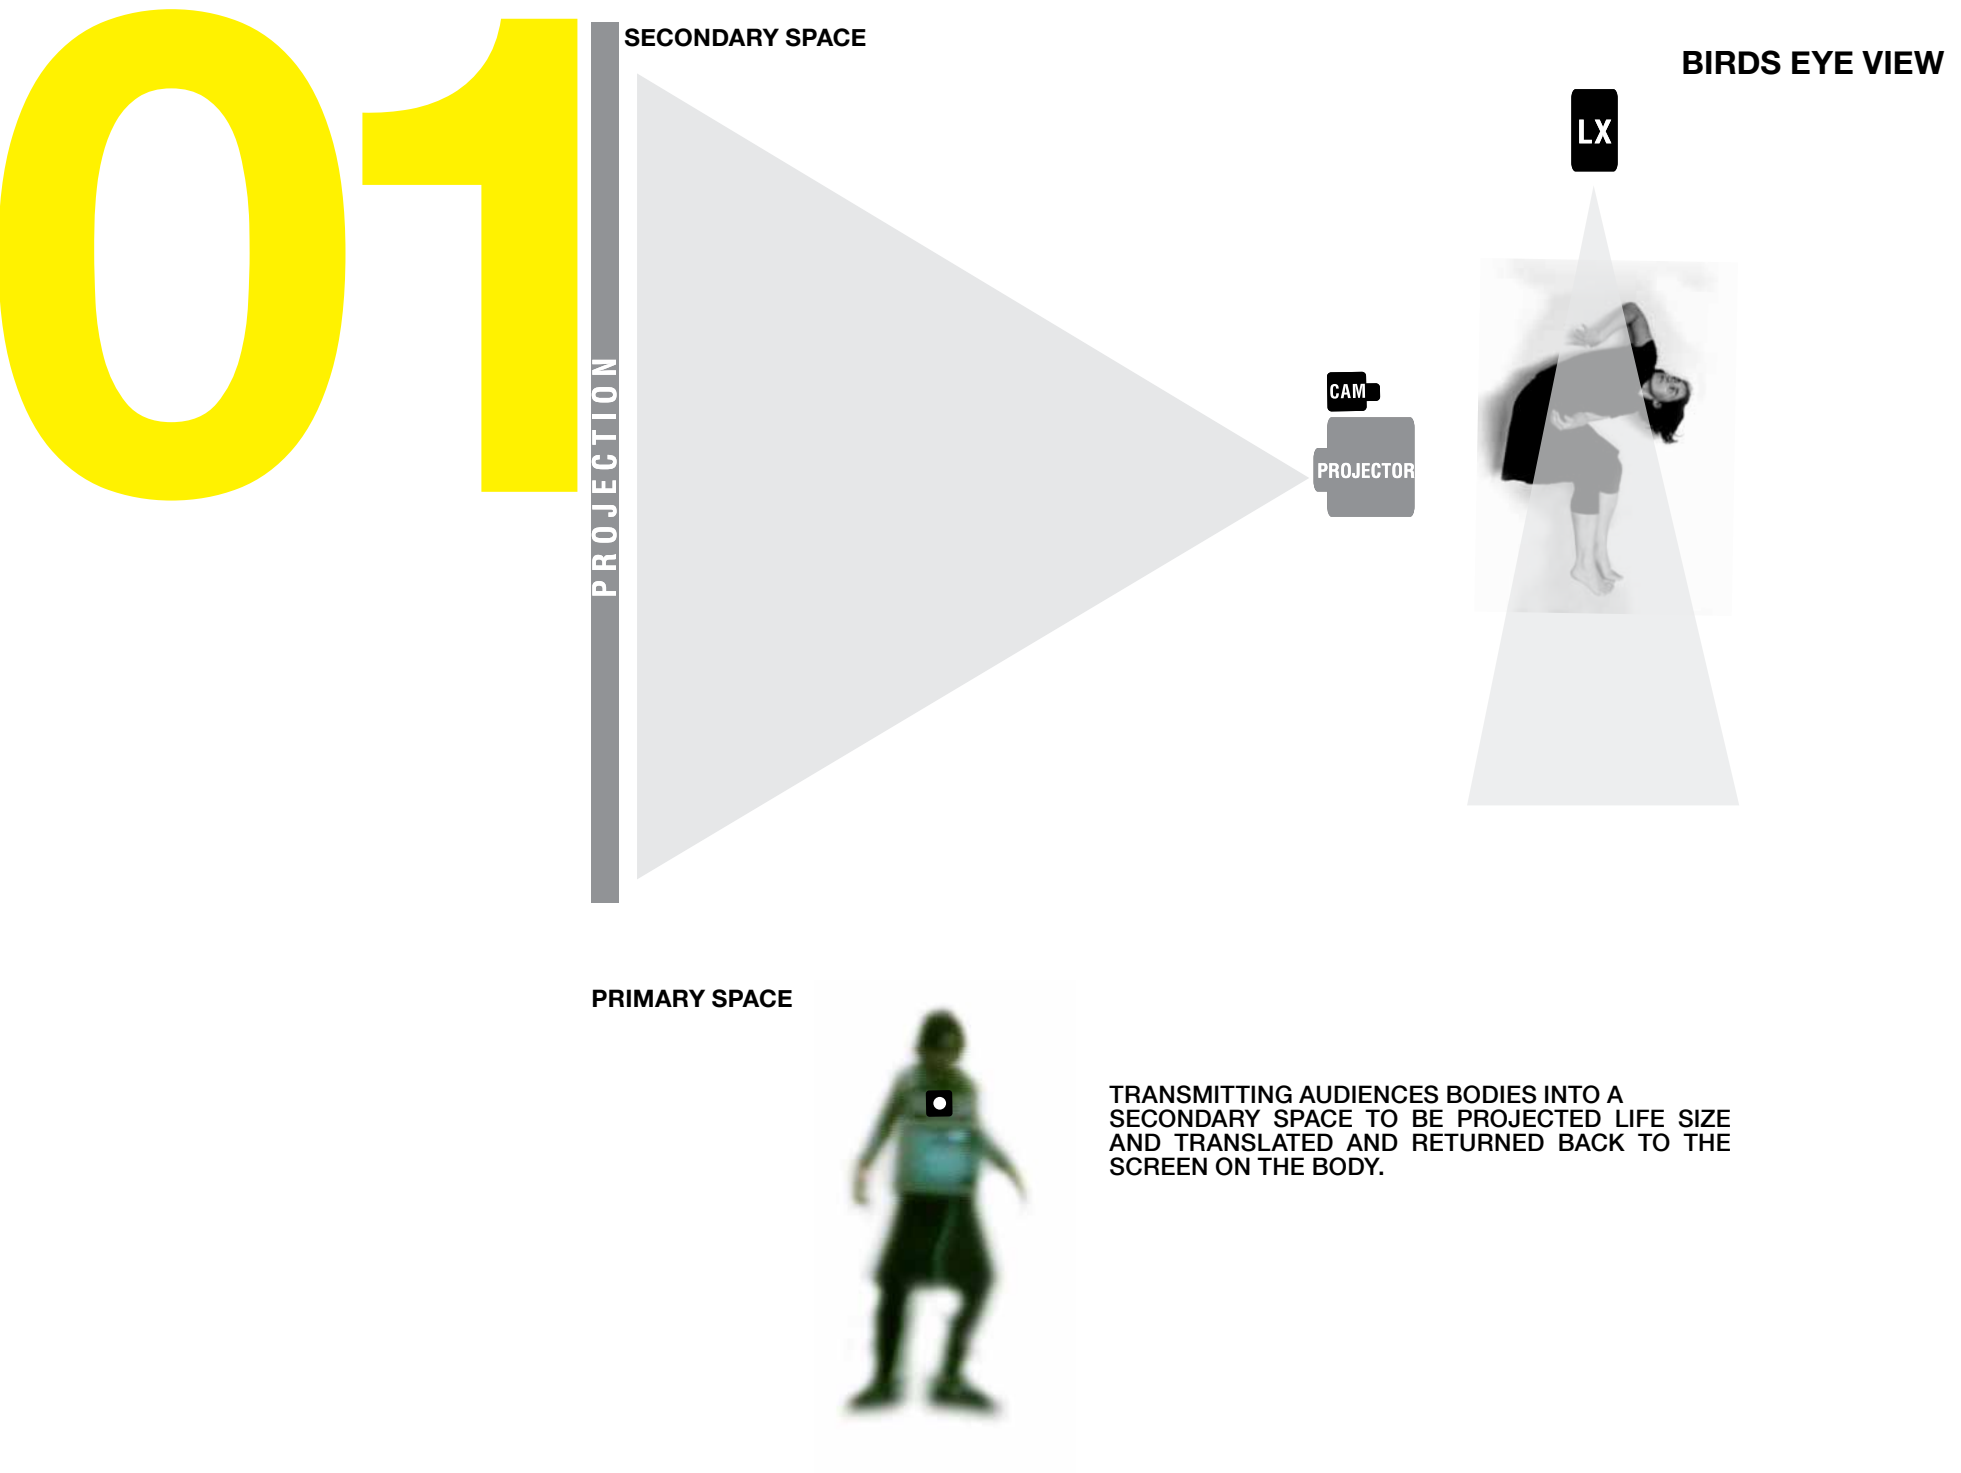 01
SECONDARY SPACE
BIRDS EYE VIEW
LX
PROJECTION
CAM
PROJECTOR
PRIMARY SPACE
TRANSMITTING AUDIENCES BODIES INTO A
SECONDARY SPACE TO BE PROJECTED LIFE SIZE
AND TRANSLATED AND RETURNED BACK TO THE
SCREEN ON THE BODY.